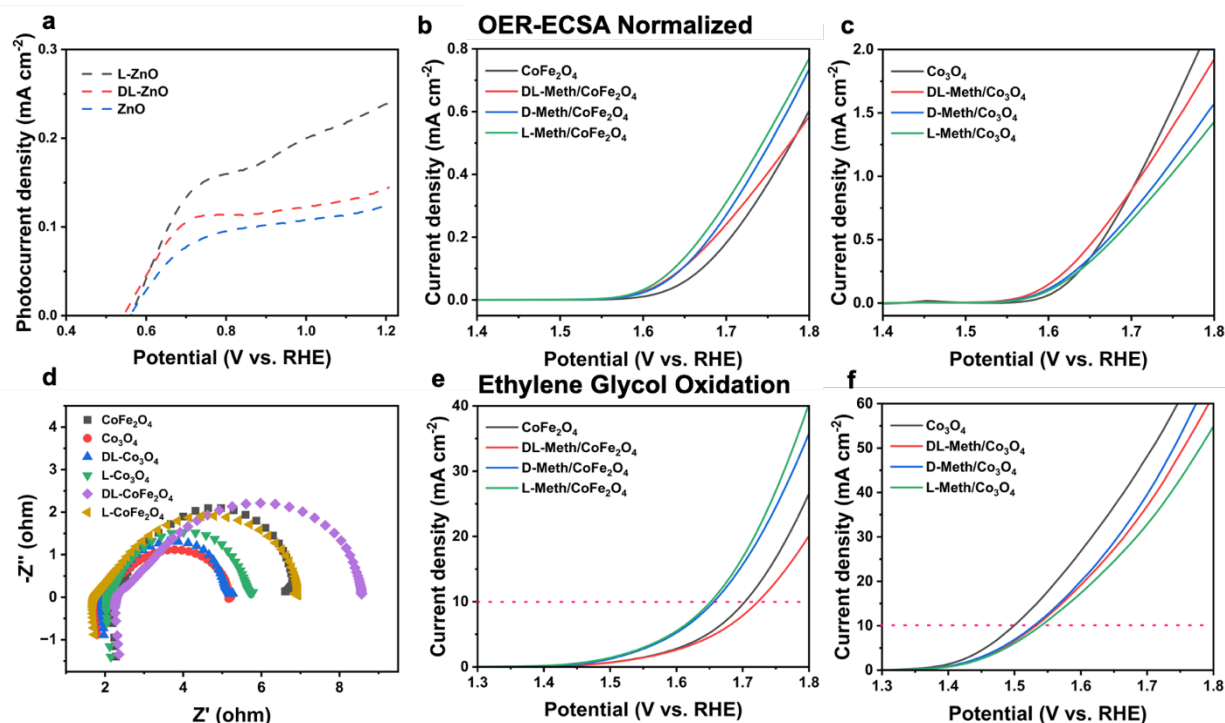 a
Photocurrent density (mA cm⁻²)
0.3
0.2
0.1
0.0
L-ZnO
DL-ZnO
ZnO
0.4 0.6 0.8 1.0 1.2
Potential (V vs. RHE)
b OER-ECSA Normalized
Current density (mA cm⁻²)
0.8
0.6
0.4
0.2
0.0
CoFe₂O₄
DL-Meth/CoFe₂O₄
D-Meth/CoFe₂O₄
L-Meth/CoFe₂O₄
1.4 1.5 1.6 1.7 1.8
Potential (V vs. RHE)
c
Current density (mA cm⁻²)
2.0
1.5
1.0
0.5
0.0
Co₃O₄
DL-Meth/Co₃O₄
D-Meth/Co₃O₄
L-Meth/Co₃O₄
1.4 1.5 1.6 1.7 1.8
Potential (V vs. RHE)
d
-Z'' (ohm)
4
3
2
1
0
−1
CoFe₂O₄
Co₃O₄
DL-Co₃O₄
L-Co₃O₄
DL-CoFe₂O₄
L-CoFe₂O₄
2 4 6 8
Z' (ohm)
e Ethylene Glycol Oxidation
Current density (mA cm⁻²)
40
30
20
10
0
CoFe₂O₄
DL-Meth/CoFe₂O₄
D-Meth/CoFe₂O₄
L-Meth/CoFe₂O₄
1.3 1.4 1.5 1.6 1.7 1.8
Potential (V vs. RHE)
f
Current density (mA cm⁻²)
60
50
40
30
20
10
0
Co₃O₄
DL-Meth/Co₃O₄
D-Meth/Co₃O₄
L-Meth/Co₃O₄
1.3 1.4 1.5 1.6 1.7 1.8
Potential (V vs. RHE)